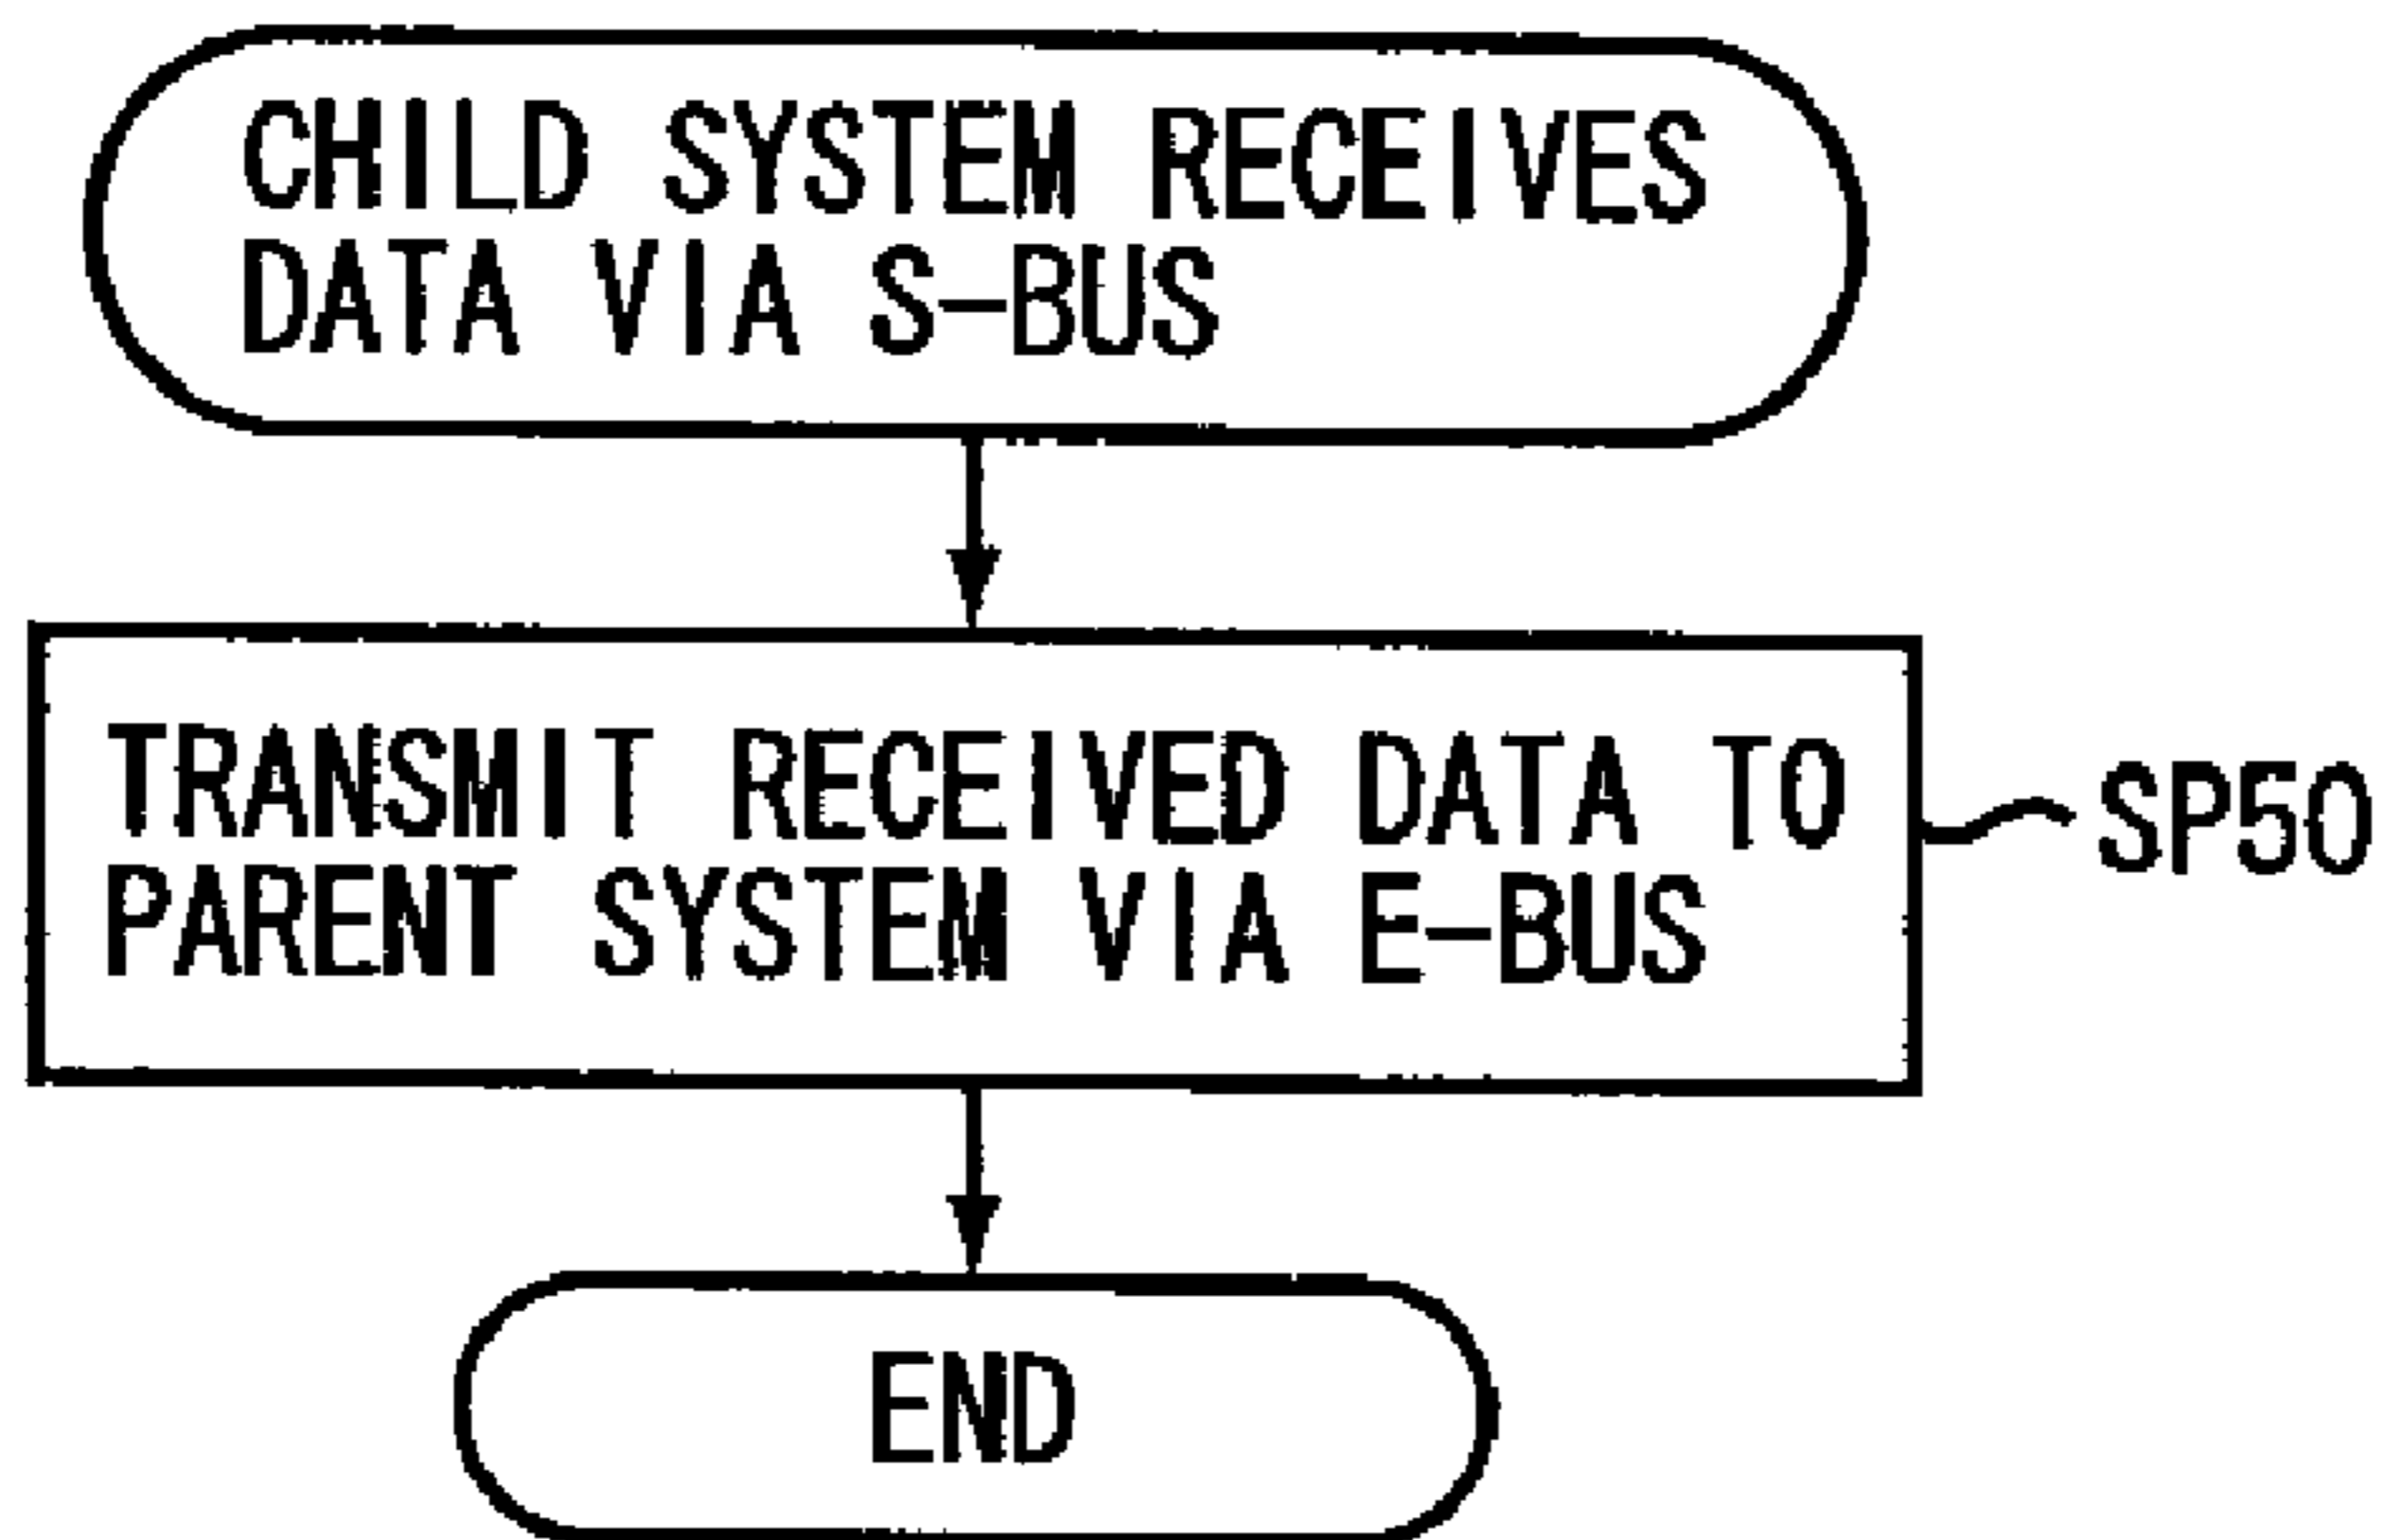 CHILD SYSTEM RECEIVES
DATA VIA S-BUS
TRANSMIT RECEIVED DATA TO
PARENT SYSTEM VIA E-BUS
SP50
END